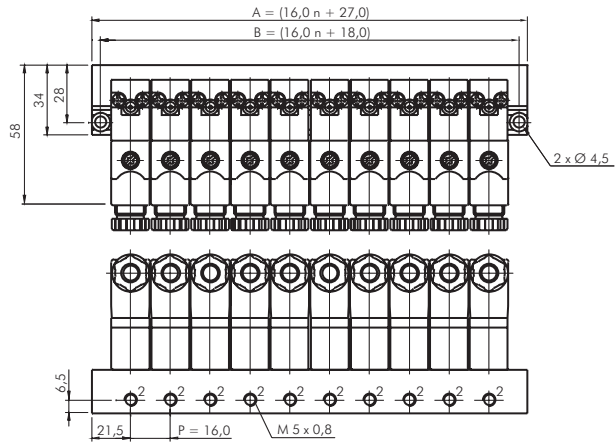 A = (16,0 n + 27,0)
B = (16,0 n + 18,0)
58
34
28
2 x Ø 4,5
2 2 2 2 2 2 2 2 2 2
6,5
21,5
P = 16,0
M 5 x 0,8